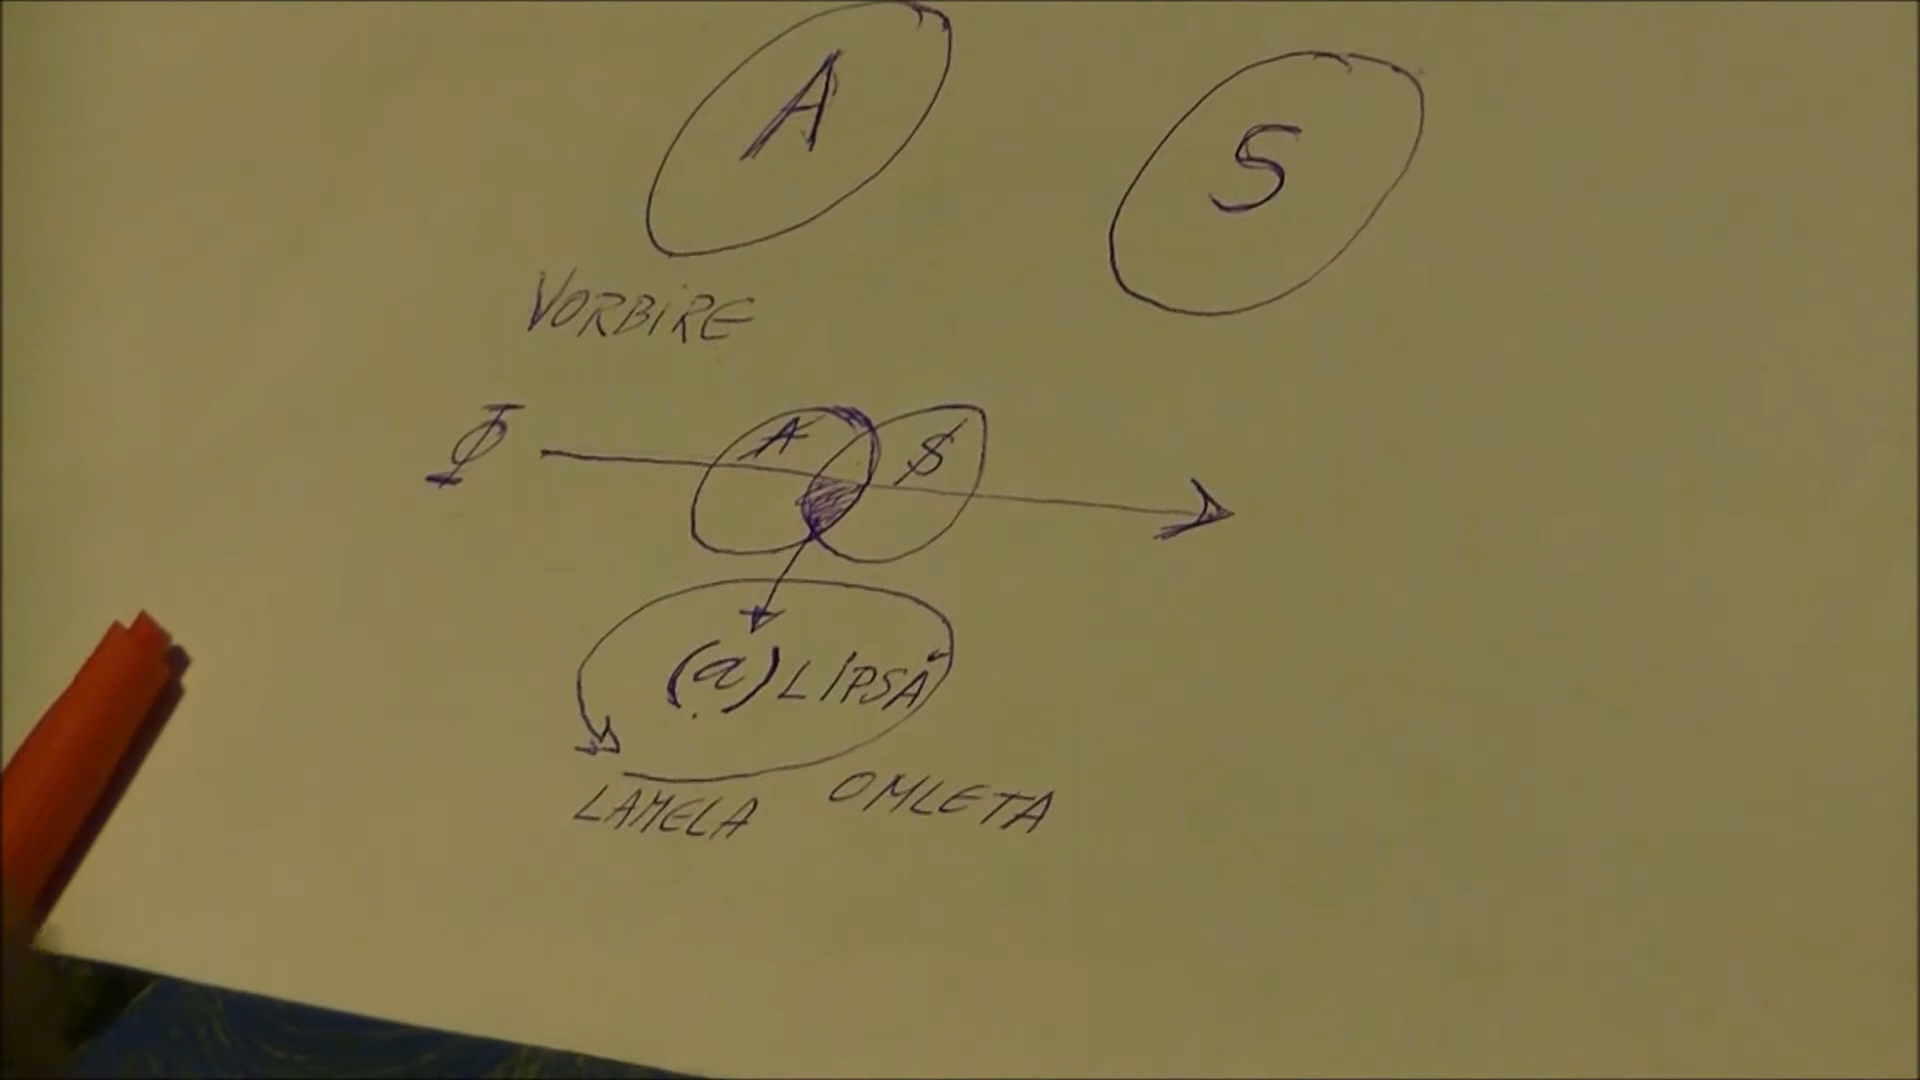 A
S
VORBIRE
Φ A $
(a) LIPSĂ
LAMELA OMLETA